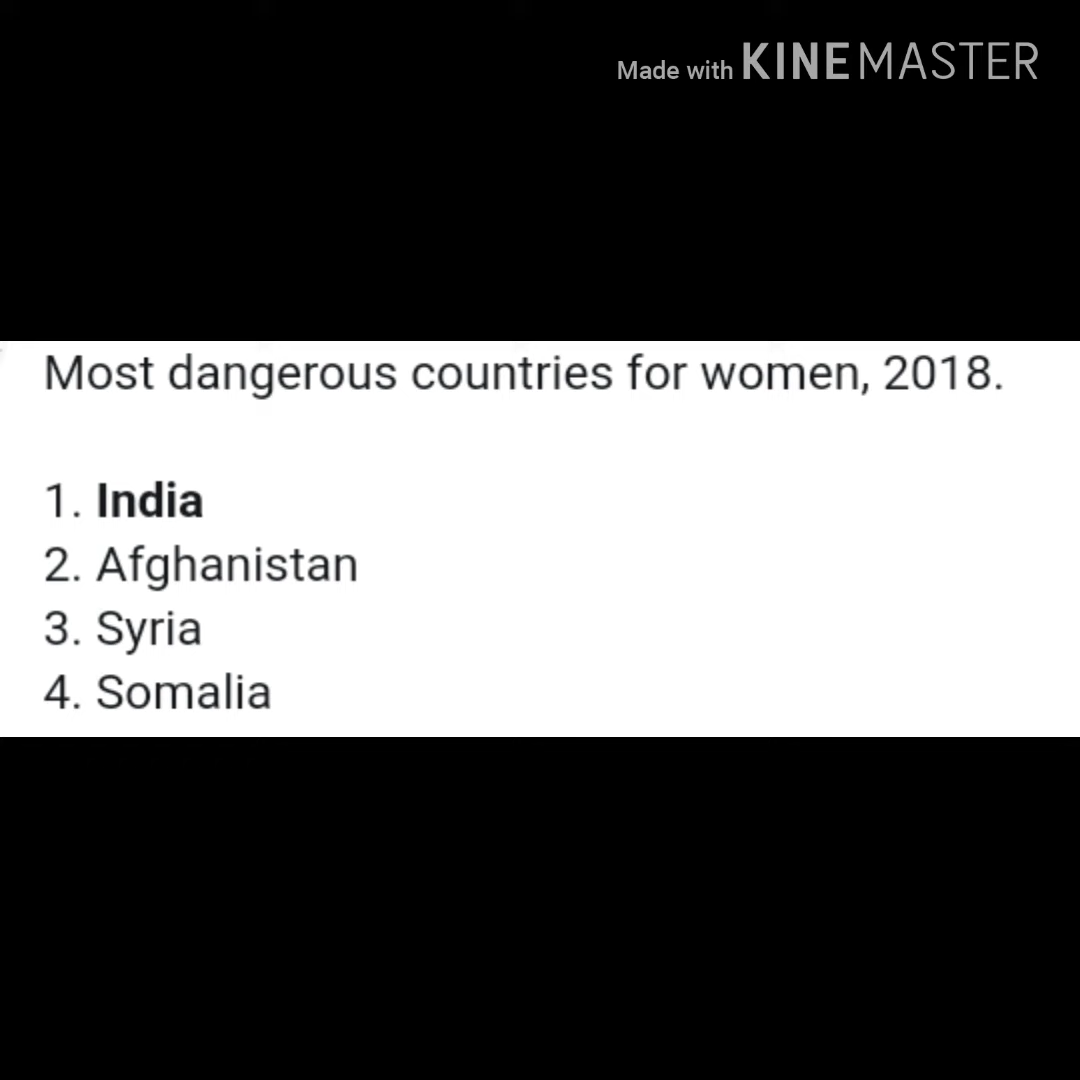 Made with KINEMASTER
Most dangerous countries for women, 2018.
1. India
2. Afghanistan
3. Syria
4. Somalia